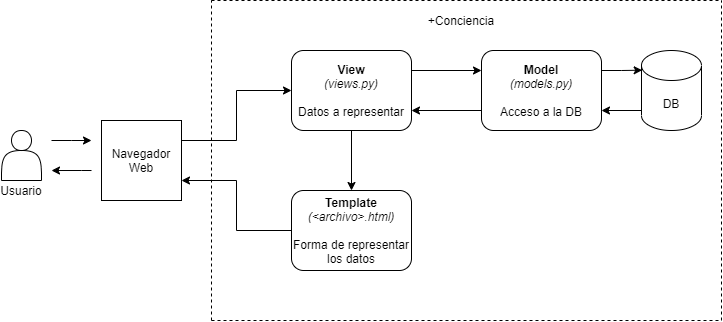 +Conciencia
View
(views.py)
Datos a representar
Model
(models.py)
Acceso a la DB
DB
Navegador
Web
Usuario
Template
(<archivo>.html)
Forma de representar
los datos